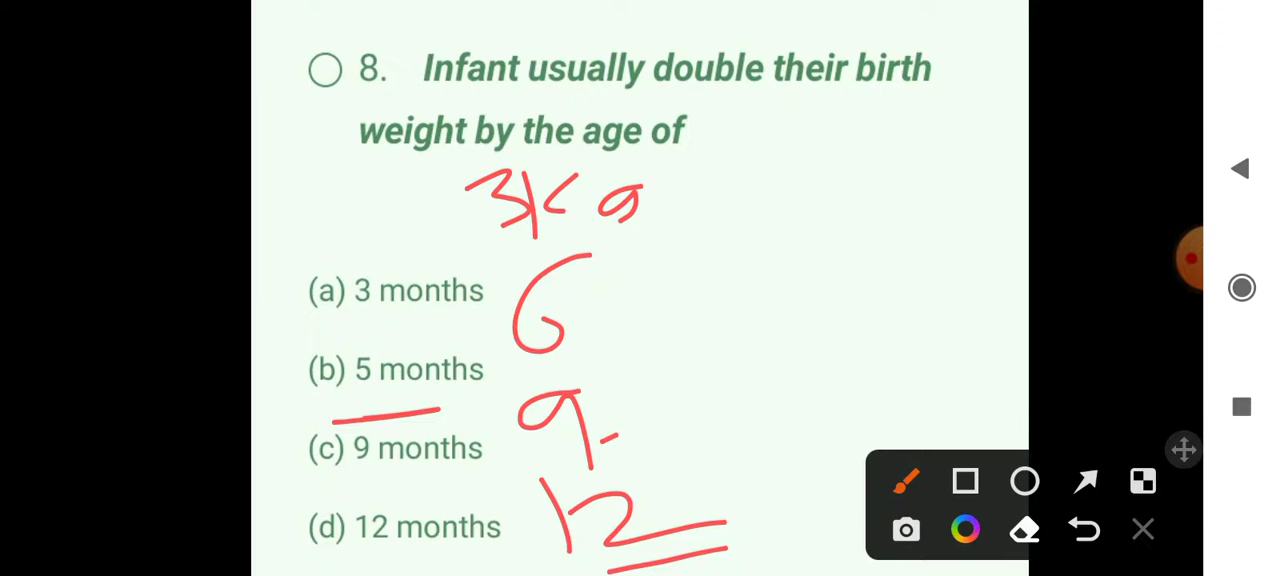 8. Infant usually double their birth
weight by the age of
3Kg
(a) 3 months
6
(b) 5 months
9
(c) 9 months
(d) 12 months
12